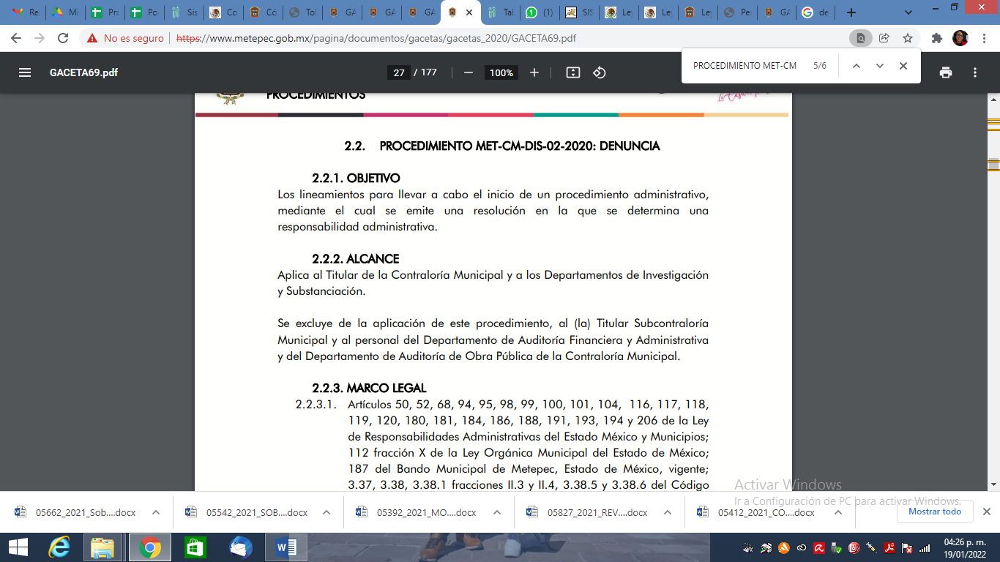 Re
Mi
Pro
Po
Sis
Co
Có
Tol
GA
GA
GA
Tal
(1)
SIS
Le
Ley
Le
Pe
GA
de
No es seguro https://www.metepec.gob.mx/pagina/documentos/gacetas/gacetas_2020/GACETA69.pdf
PROCEDIMIENTO MET-CM 5/6
GACETA69.pdf 27 / 177 100%
PROCEDIMIENTOS
2.2. PROCEDIMIENTO MET-CM-DIS-02-2020: DENUNCIA
2.2.1. OBJETIVO
Los lineamientos para llevar a cabo el inicio de un procedimiento administrativo,
mediante el cual se emite una resolución en la que se determina una
responsabilidad administrativa.
2.2.2. ALCANCE
Aplica al Titular de la Contraloría Municipal y a los Departamentos de Investigación
y Substanciación.
Se excluye de la aplicación de este procedimiento, al (la) Titular Subcontraloría
Municipal y al personal del Departamento de Auditoría Financiera y Administrativa
y del Departamento de Auditoría de Obra Pública de la Contraloría Municipal.
2.2.3. MARCO LEGAL
2.2.3.1. Artículos 50, 52, 68, 94, 95, 98, 99, 100, 101, 104, 116, 117, 118,
119, 120, 180, 181, 184, 186, 188, 191, 193, 194 y 206 de la Ley
de Responsabilidades Administrativas del Estado México y Municipios;
112 fracción X de la Ley Orgánica Municipal del Estado de México;
187 del Bando Municipal de Metepec, Estado de México, vigente;
3.37, 3.38, 3.38.1 fracciones II.3 y II.4, 3.38.5 y 3.38.6 del Código
Activar Windows
Ir a Configuración de PC para activar Windows.
05662_2021_Sob....docx
05542_2021_SOB....docx
05392_2021_MO....docx
05827_2021_REV....docx
05412_2021_CO....docx
Mostrar todo
04:26 p. m.
19/01/2022